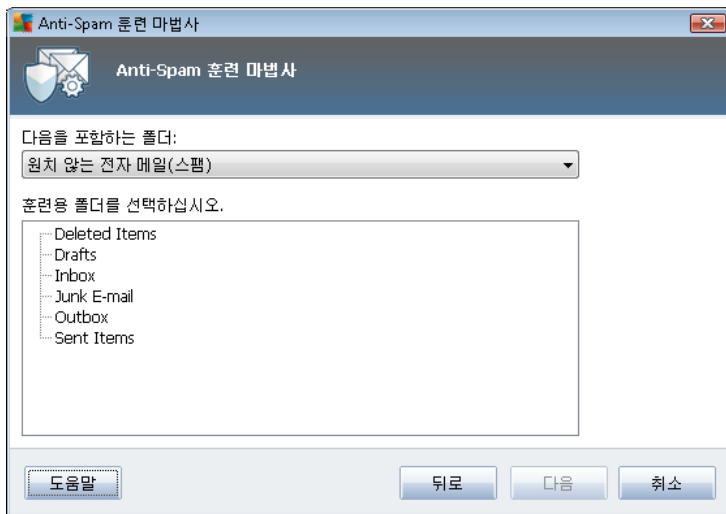 Anti-Spam 훈련 마법사
Anti-Spam 훈련 마법사
다음을 포함하는 폴더:
원치 않는 전자 메일(스팸)
훈련용 폴더를 선택하십시오.
Deleted Items
Drafts
Inbox
Junk E-mail
Outbox
Sent Items
도움말
뒤로
다음
취소